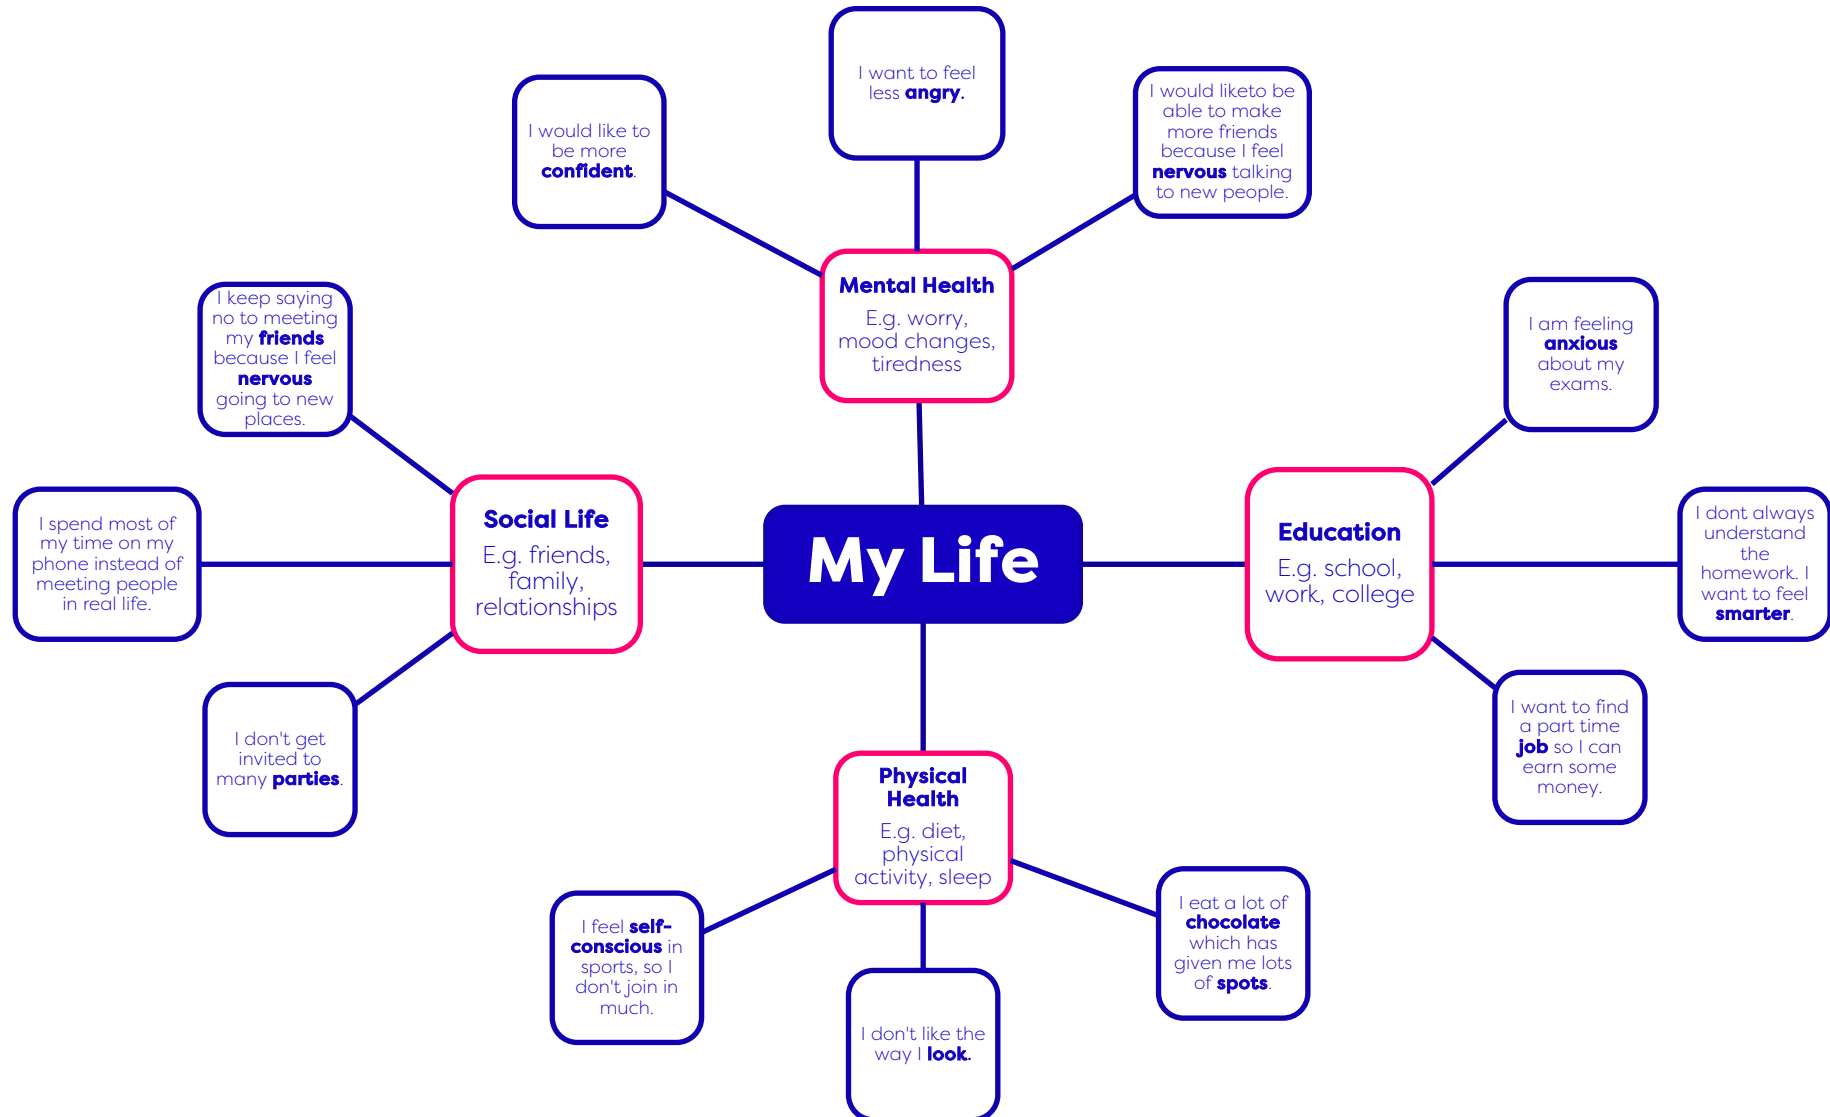 I want to feel
less angry.
I would like to
be more
confident.
I would liketo be
able to make
more friends
because I feel
nervous talking
to new people.
Mental Health
E.g. worry,
mood changes,
tiredness
I keep saying
no to meeting
my friends
because I feel
nervous
going to new
places.
I am feeling
anxious
about my
exams.
I spend most of
my time on my
phone instead of
meeting people
in real life.
Social Life
E.g. friends,
family,
relationships
My Life
Education
E.g. school,
work, college
I dont always
understand
the
homework. I
want to feel
smarter.
I don't get
invited to
many parties.
I want to find
a part time
job so I can
earn some
money.
Physical
Health
E.g. diet,
physical
activity, sleep
I feel self-
conscious in
sports, so I
don't join in
much.
I don't like the
way I look.
I eat a lot of
chocolate
which has
given me lots
of spots.